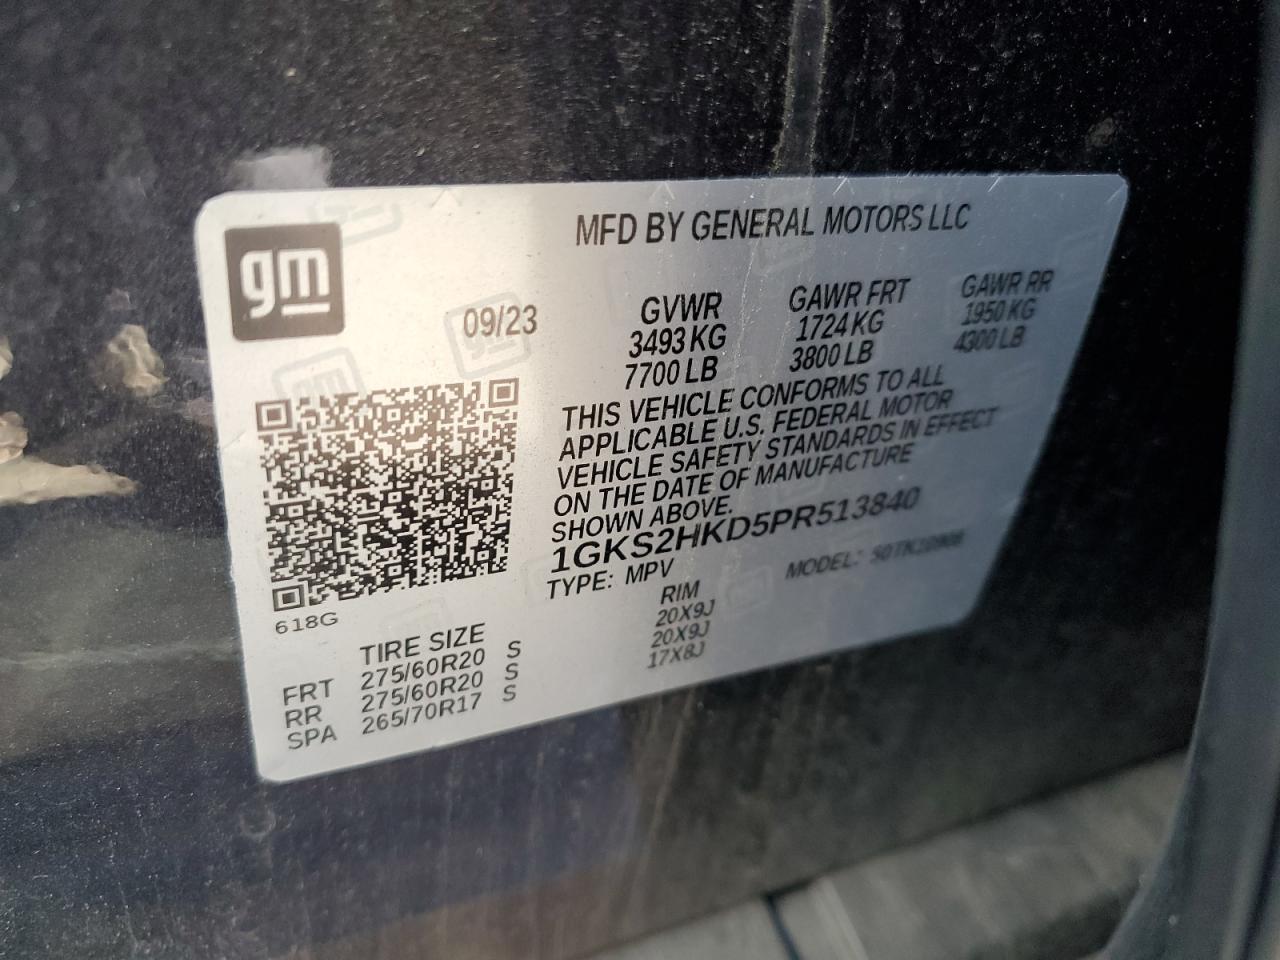 gm
MFD BY GENERAL MOTORS LLC
09/23
GVWR GAWR FRT GAWR RR
3493 KG 1724 KG 1950 KG
7700 LB 3800 LB 4300 LB
THIS VEHICLE CONFORMS TO ALL
APPLICABLE U.S. FEDERAL MOTOR
VEHICLE SAFETY STANDARDS IN EFFECT
ON THE DATE OF MANUFACTURE
SHOWN ABOVE.
1GKS2HKD5PR513840
TYPE: MPV MODEL:
618G
TIRE SIZE RIM
FRT 275/60R20 S 20X9J
RR 275/60R20 S 20X9J
SPA 265/70R17 S 17X8J